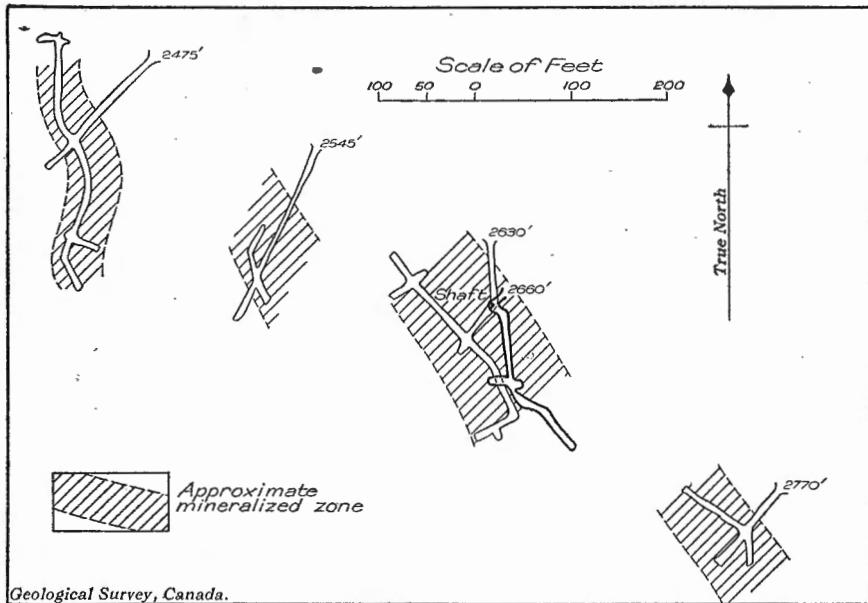 2475'
Scale of Feet
100 50 0 100 200
2545'
True North
2630'
Shaft
2660'
Approximate
mineralized zone
2770'
Geological Survey, Canada.